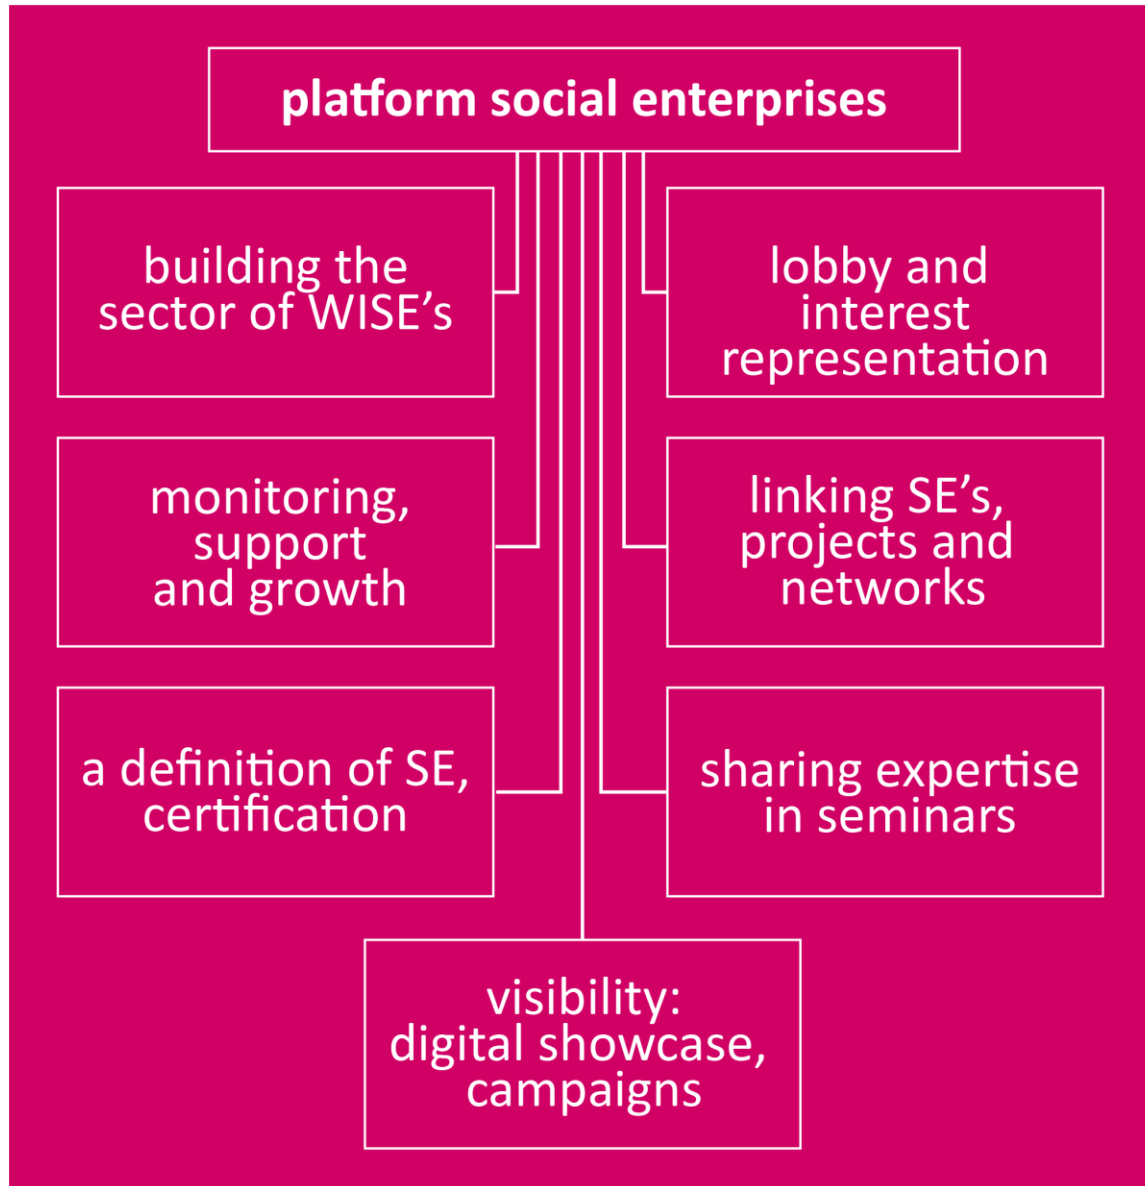 platform social enterprises
building the
sector of WISE's
lobby and
interest
representation
monitoring,
support
and growth
linking SE's,
projects and
networks
a definition of SE,
certification
sharing expertise
in seminars
visibility:
digital showcase,
campaigns